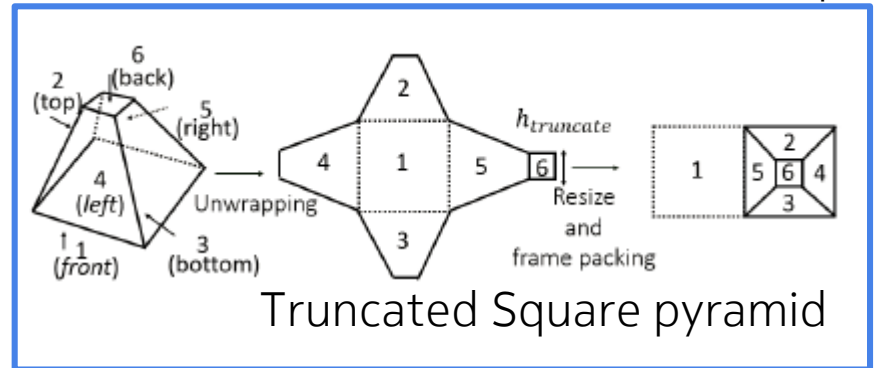 6
(back)
2
(top)
5
(right)
4
(left)
1
(front)
3
(bottom)
Unwrapping
2
4
1
5
6
3
h_truncate
Resize
and
frame packing
1
2
5
6
4
3
Truncated Square pyramid